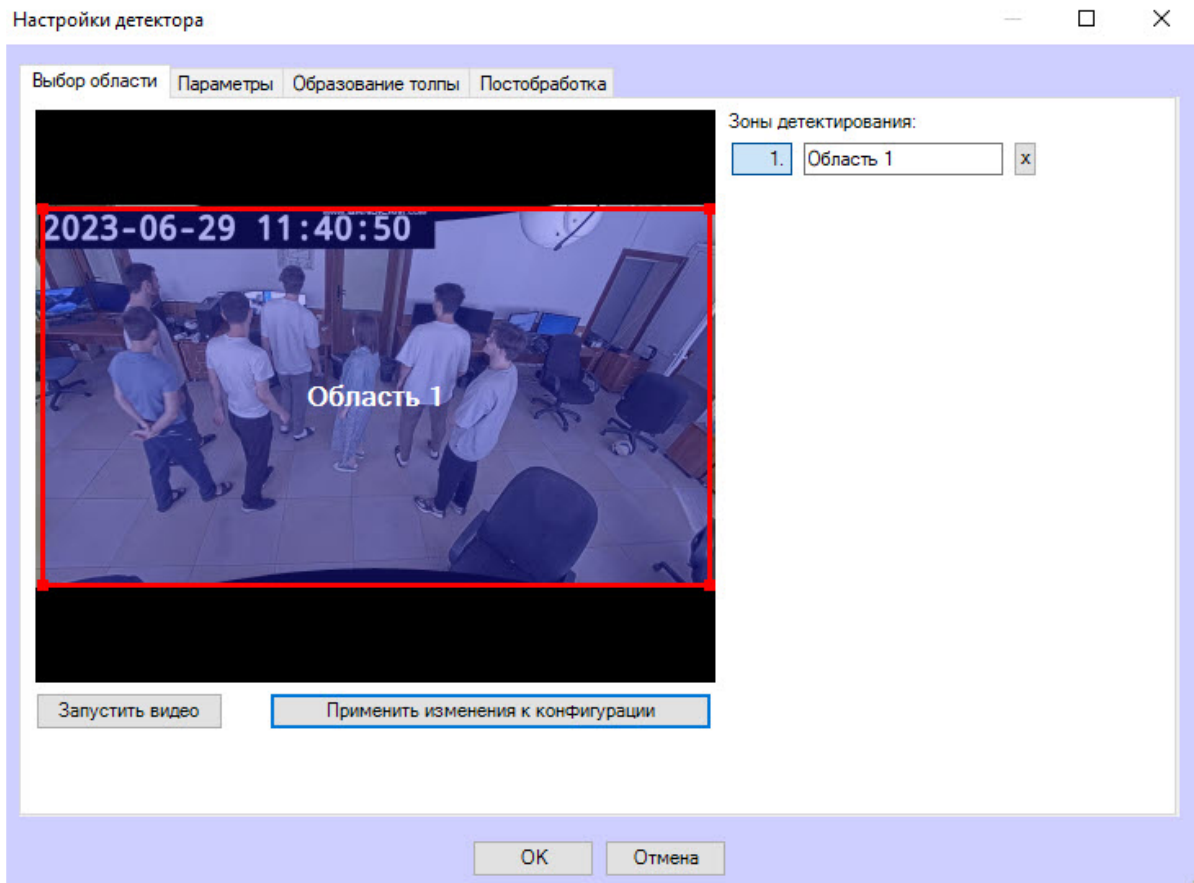 Настройки детектора
Выбор области Параметры Образование толпы Постобработка
Зоны детектирования:
1. Область 1 x
2023-06-29 11:40:50
Область 1
Запустить видео Применить изменения к конфигурации
OK Отмена